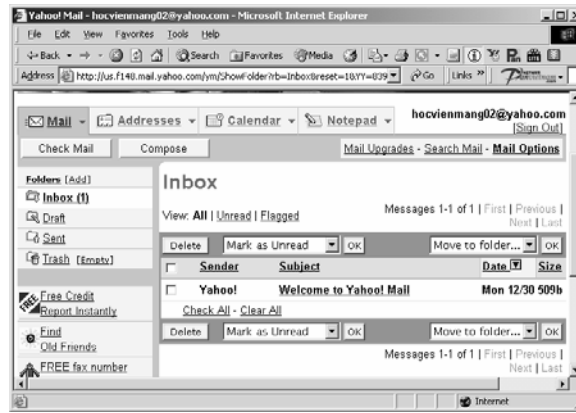 Yahoo! Mail - hocvienmang02@yahoo.com - Microsoft Internet Explorer
File Edit View Favorites Tools Help
Back Search Favorites Media
Address http://us.f148.mail.yahoo.com/ym/ShowFolder?rb=Inbox&reset=1&YY=839 Go Links
Mail Addresses Calendar Notepad
hocvienmang02@yahoo.com
[Sign Out]
Check Mail Compose Mail Upgrades - Search Mail - Mail Options
Folders [Add]
Inbox (1)
Draft
Sent
Trash [Empty]
Free Credit
Report Instantly
Find
Old Friends
FREE fax number
Inbox
View: All | Unread | Flagged
Messages 1-1 of 1 | First | Previous |
Next | Last
Delete Mark as Unread OK Move to folder... OK
Sender Subject Date Size
Yahoo! Welcome to Yahoo! Mail Mon 12/30 509b
Check All - Clear All
Delete Mark as Unread OK Move to folder... OK
Messages 1-1 of 1 | First | Previous |
Next | Last
Internet